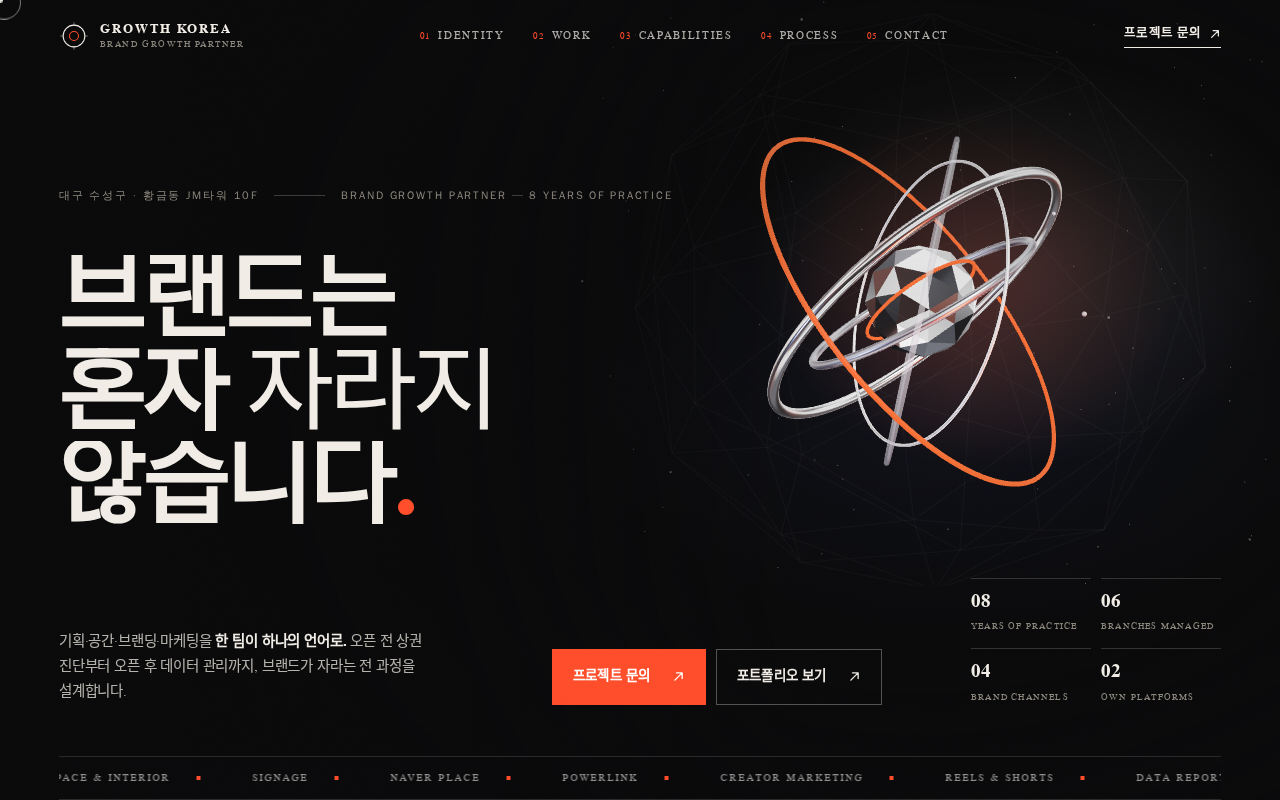 GROWTH KOREA
BRAND GROWTH PARTNER
01 IDENTITY
02 WORK
03 CAPABILITIES
04 PROCESS
05 CONTACT
프로젝트 문의
대구 수성구 · 황금동 JM타워 10F
BRAND GROWTH PARTNER — 8 YEARS OF PRACTICE
브랜드는
혼자 자라지
않습니다.
기획·공간·브랜딩·마케팅을 한 팀이 하나의 언어로. 오픈 전 상권
진단부터 오픈 후 데이터 관리까지, 브랜드가 자라는 전 과정을
설계합니다.
프로젝트 문의
포트폴리오 보기
08
YEARS OF PRACTICE
06
BRANCHES MANAGED
04
BRAND CHANNELS
02
OWN PLATFORMS
PACE & INTERIOR ▪ SIGNAGE ▪ NAVER PLACE ▪ POWERLINK ▪ CREATOR MARKETING ▪ REELS & SHORTS ▪ DATA REPOR